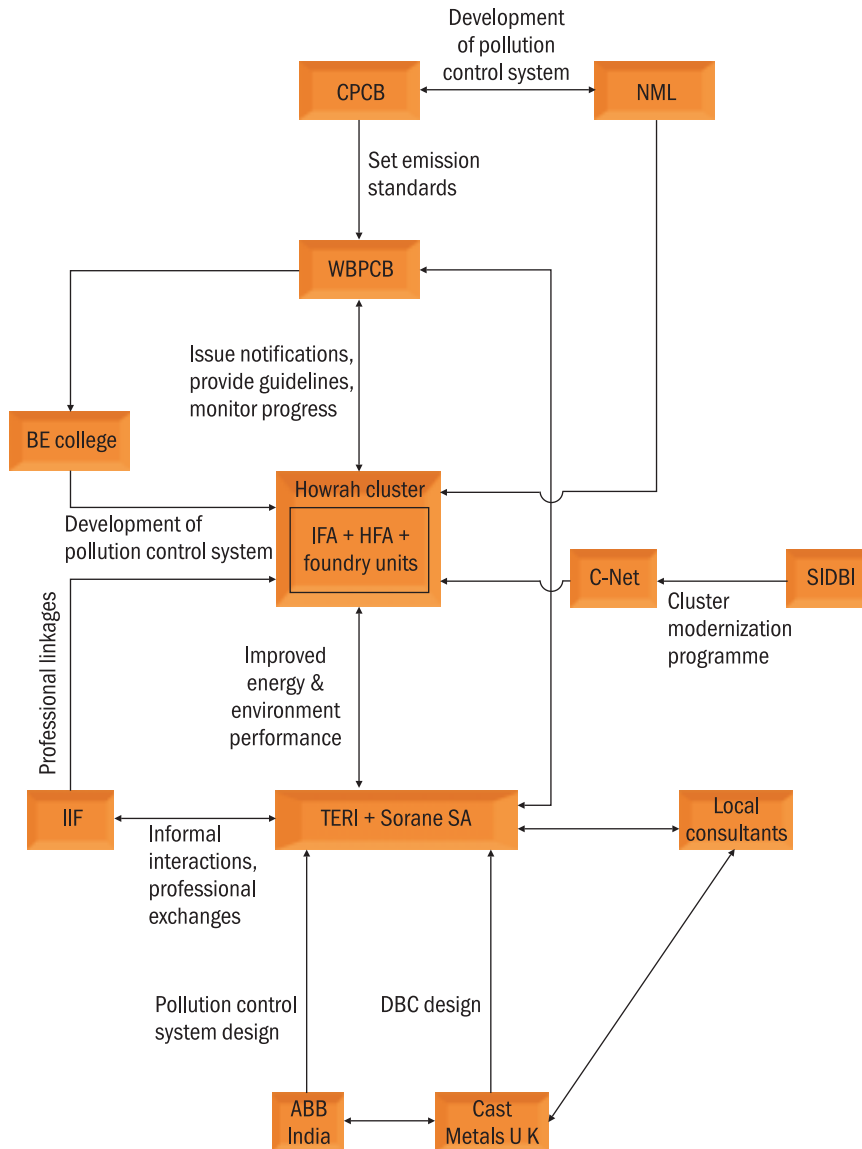 Development
of pollution
control system
CPCB
NML
Set emission
standards
WBPCB
Issue notifications,
provide guidelines,
monitor progress
BE college
Howrah cluster
IFA + HFA +
foundry units
Development of
pollution control system
C-Net
SIDBI
Cluster
modernization
programme
Professional linkages
Improved
energy &
environment
performance
IIF
TERI + Sorane SA
Local
consultants
Informal
interactions,
professional
exchanges
Pollution control
system design
DBC design
ABB
India
Cast
Metals U K